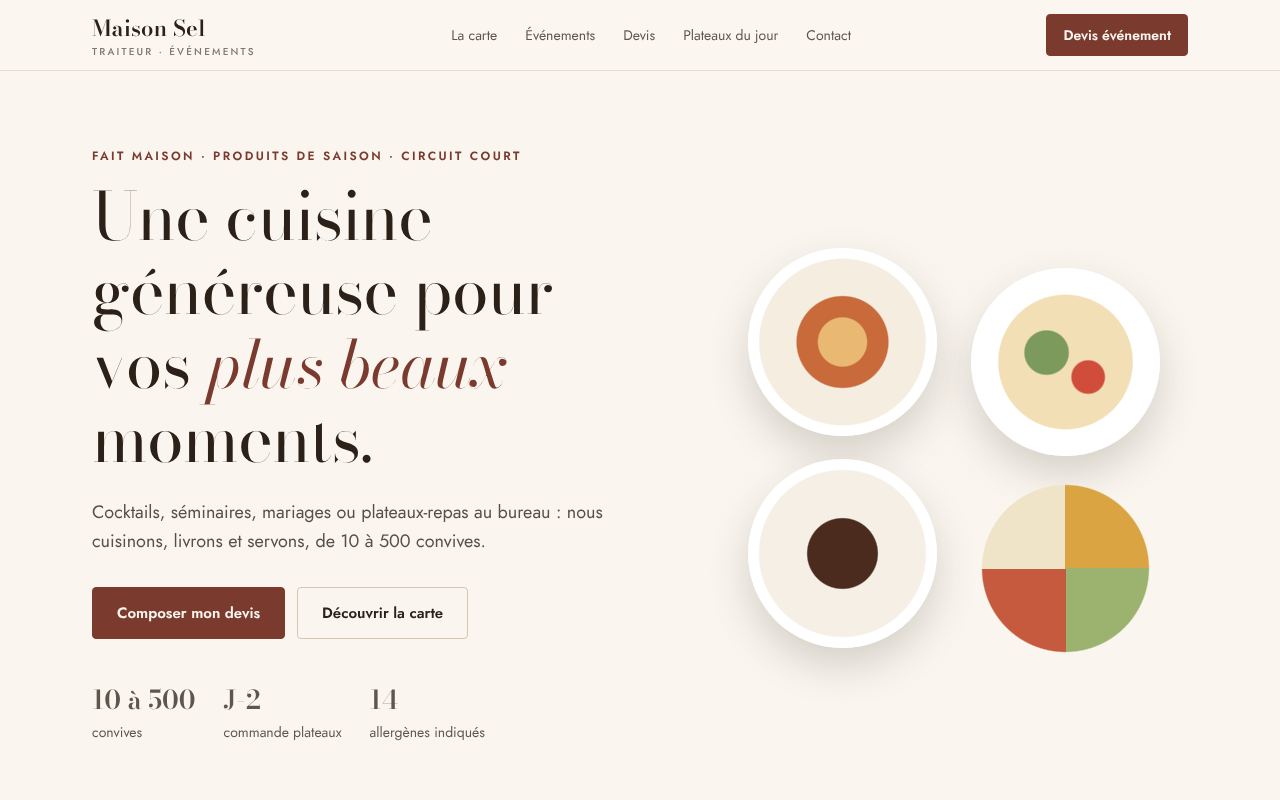 Maison Sel
TRAITEUR · ÉVÉNEMENTS
La carte
Événements
Devis
Plateaux du jour
Contact
Devis événement
FAIT MAISON · PRODUITS DE SAISON · CIRCUIT COURT
Une cuisine
généreuse pour
vos plus beaux
moments.
Cocktails, séminaires, mariages ou plateaux-repas au bureau : nous
cuisinons, livrons et servons, de 10 à 500 convives.
Composer mon devis
Découvrir la carte
10 à 500
convives
J-2
commande plateaux
14
allergènes indiqués